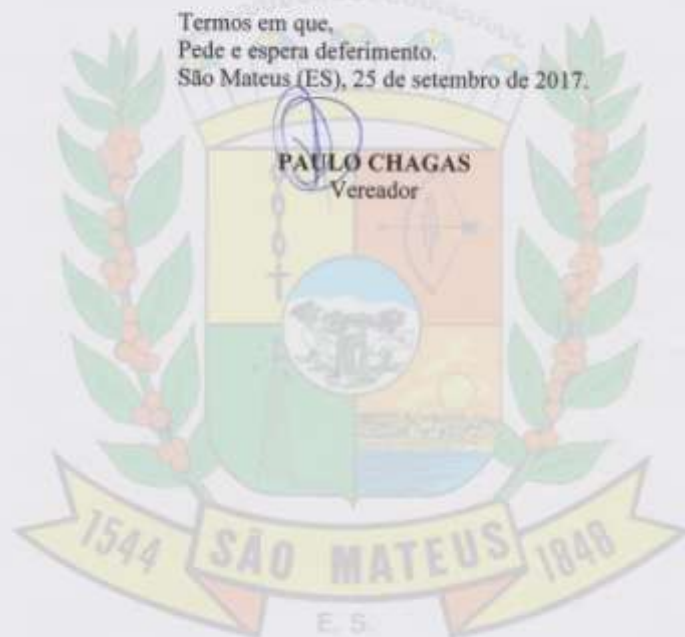 Termos em que,
Pede e espera deferimento.
São Mateus (ES), 25 de setembro de 2017.
PAULO CHAGAS
Vereador
1544 SÃO MATEUS 1848
E. S.